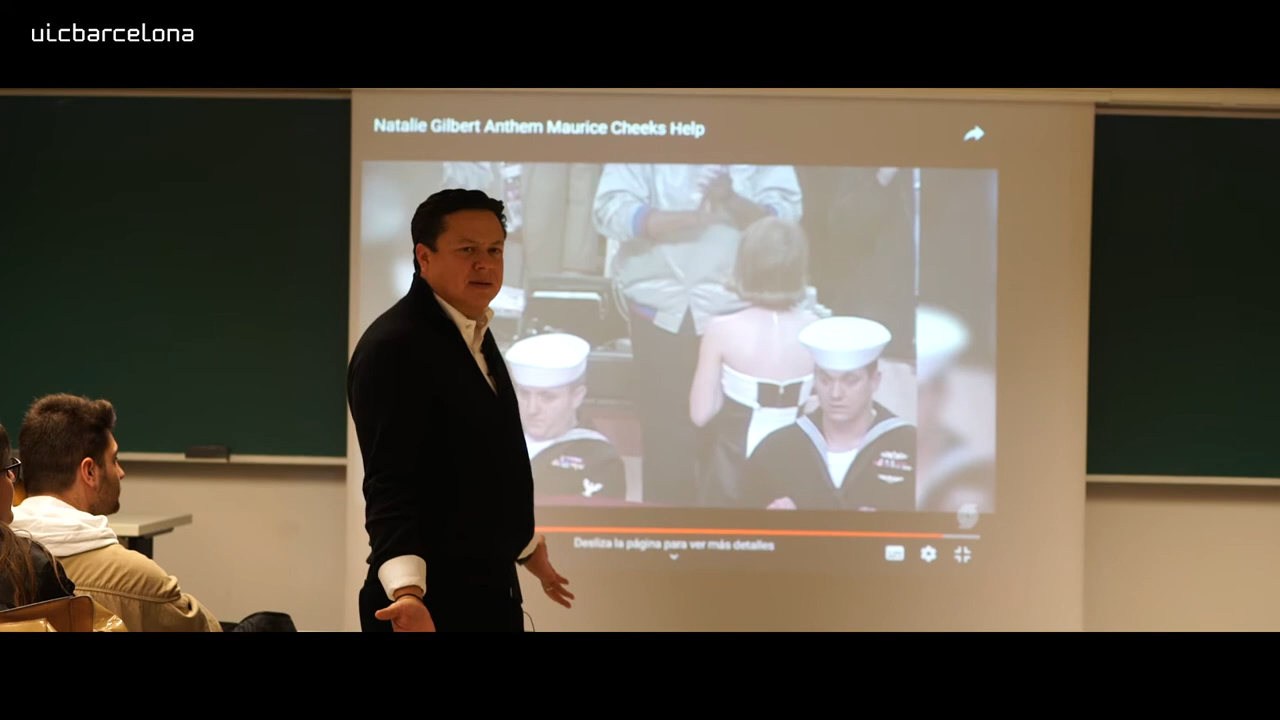 uicbarcelona
Natalie Gilbert Anthem Maurice Cheeks Help
Desliza la página para ver más detalles